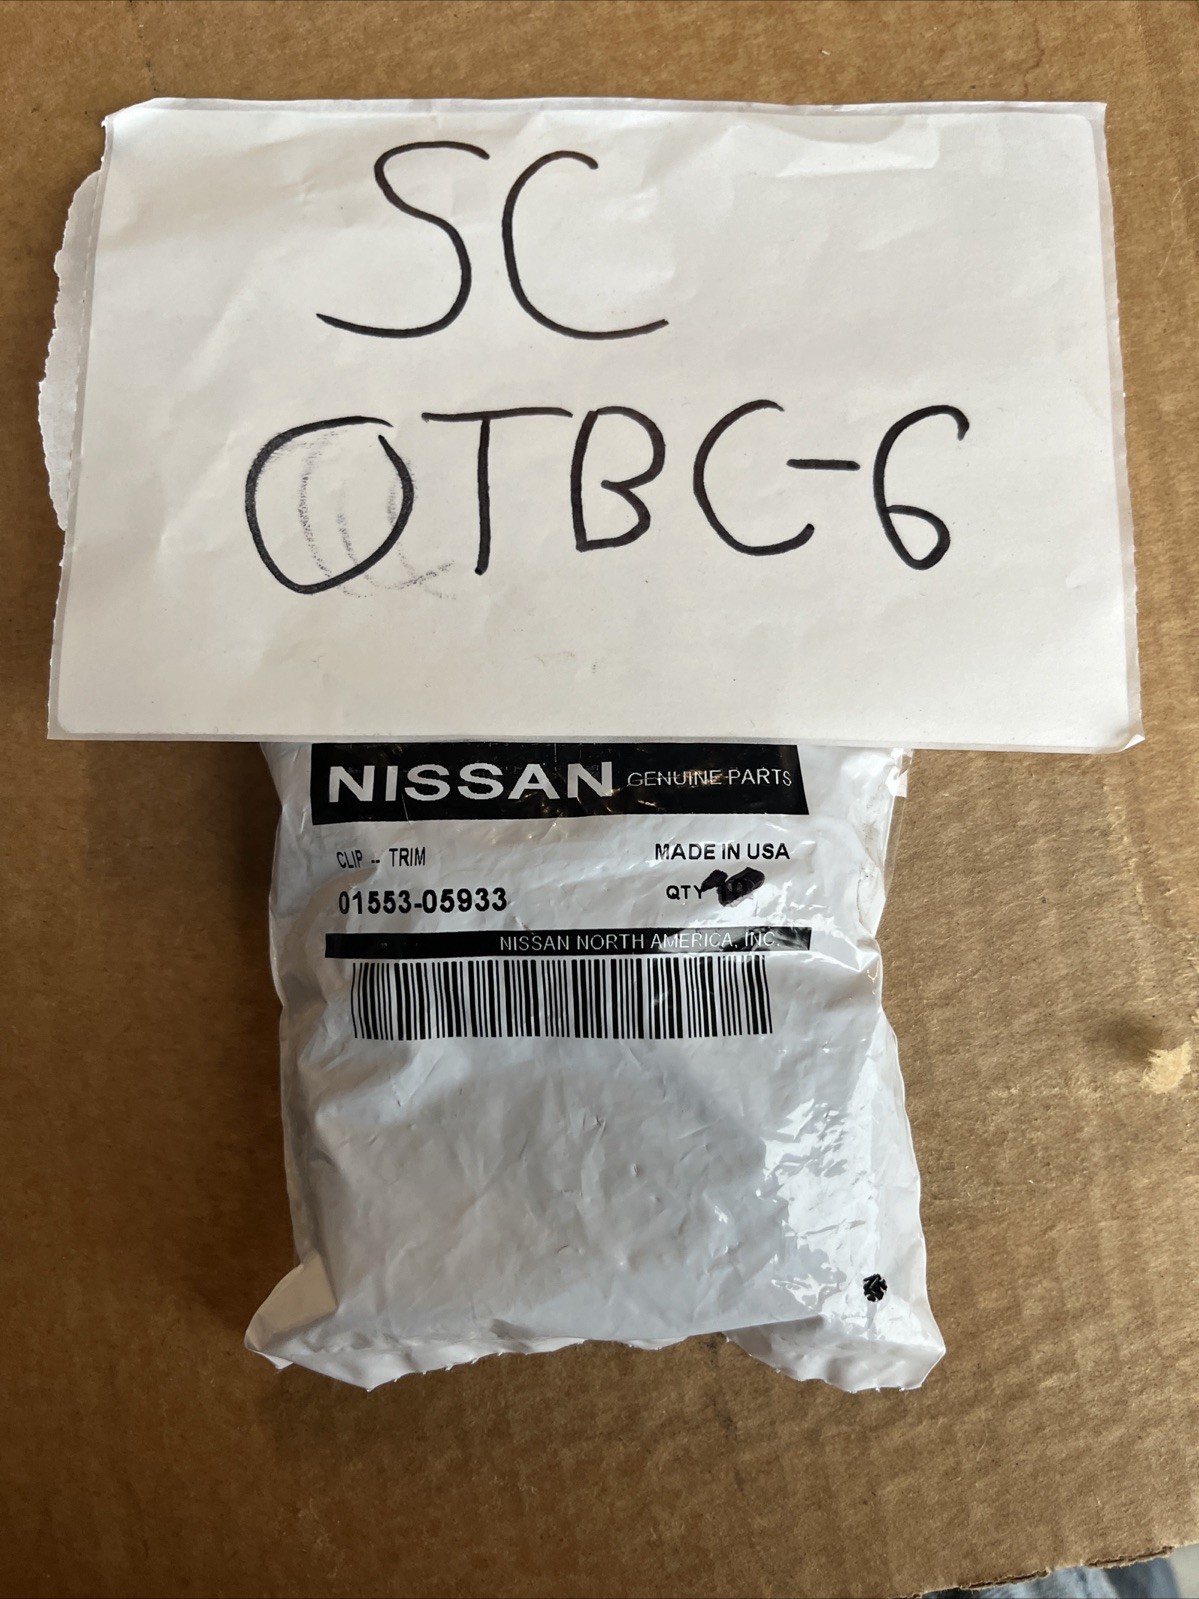 SC
OTBC-6
NISSAN GENUINE PARTS
CLIP -- TRIM MADE IN USA
01553-05933 QTY
NISSAN NORTH AMERICA, INC.